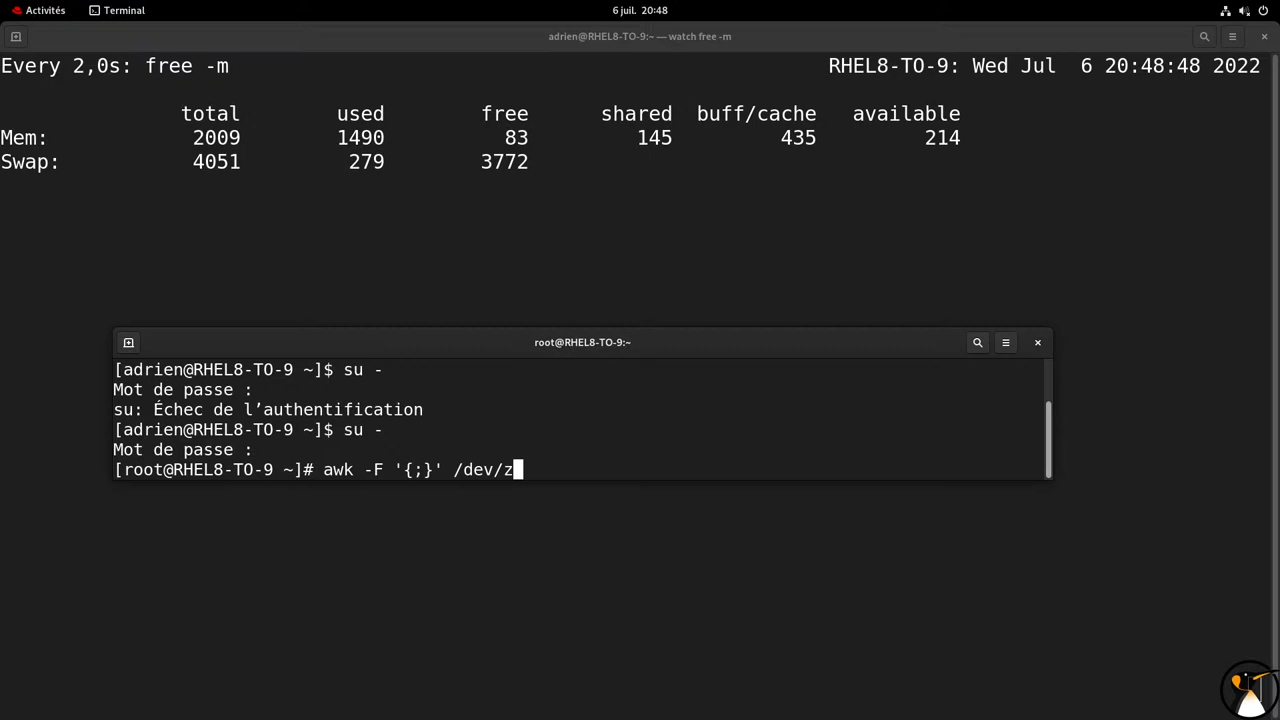 Activités Terminal 6 juil. 20:48
adrien@RHEL8-TO-9:~ — watch free -m
Every 2,0s: free -m RHEL8-TO-9: Wed Jul  6 20:48:48 2022
total used free shared buff/cache available
Mem: 2009 1490 83 145 435 214
Swap: 4051 279 3772
root@RHEL8-TO-9:~
[adrien@RHEL8-TO-9 ~]$ su -
Mot de passe :
su: Échec de l’authentification
[adrien@RHEL8-TO-9 ~]$ su -
Mot de passe :
[root@RHEL8-TO-9 ~]# awk -F '{;}' /dev/z